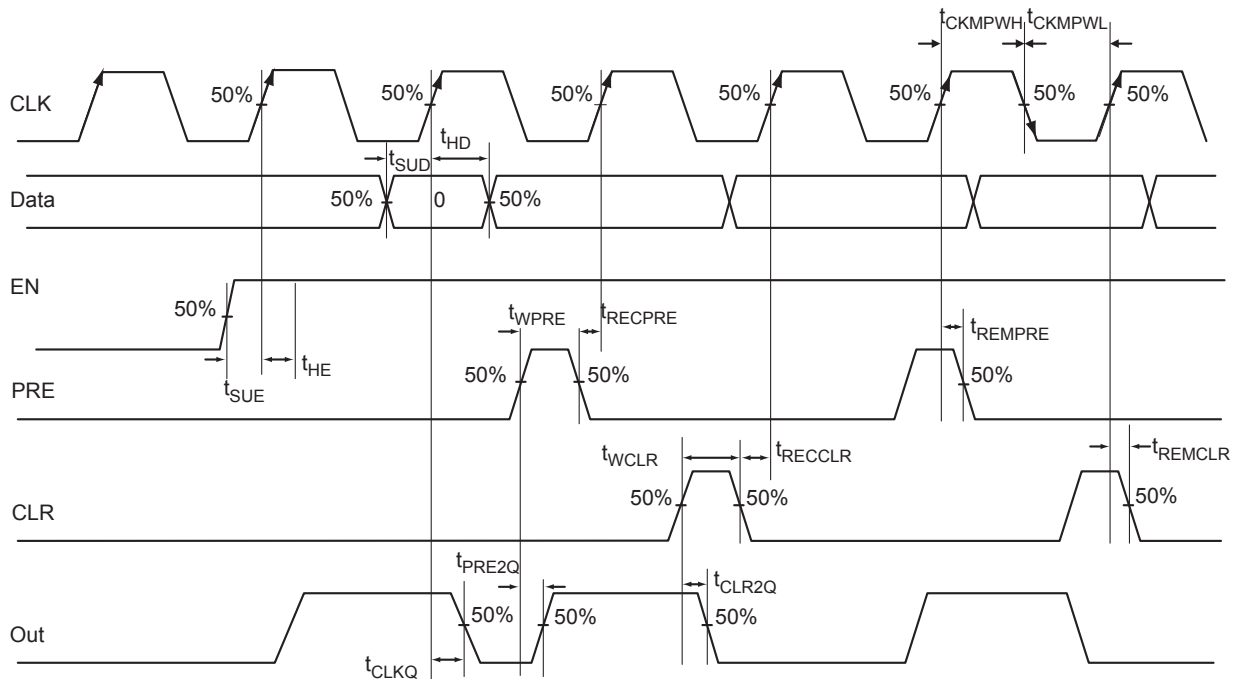 tCKMPWH tCKMPWL
CLK
50% 50% 50% 50% 50% 50% 50%
tSUD tHD
Data
50% 0 50%
EN
50%
tSUE tHE
tWPRE tRECPRE
tREMPRE
PRE
50% 50% 50%
tWCLR tRECCLR
tREMCLR
CLR
50% 50% 50%
tPRE2Q
tCLR2Q
Out
50% 50% 50%
tCLKQ